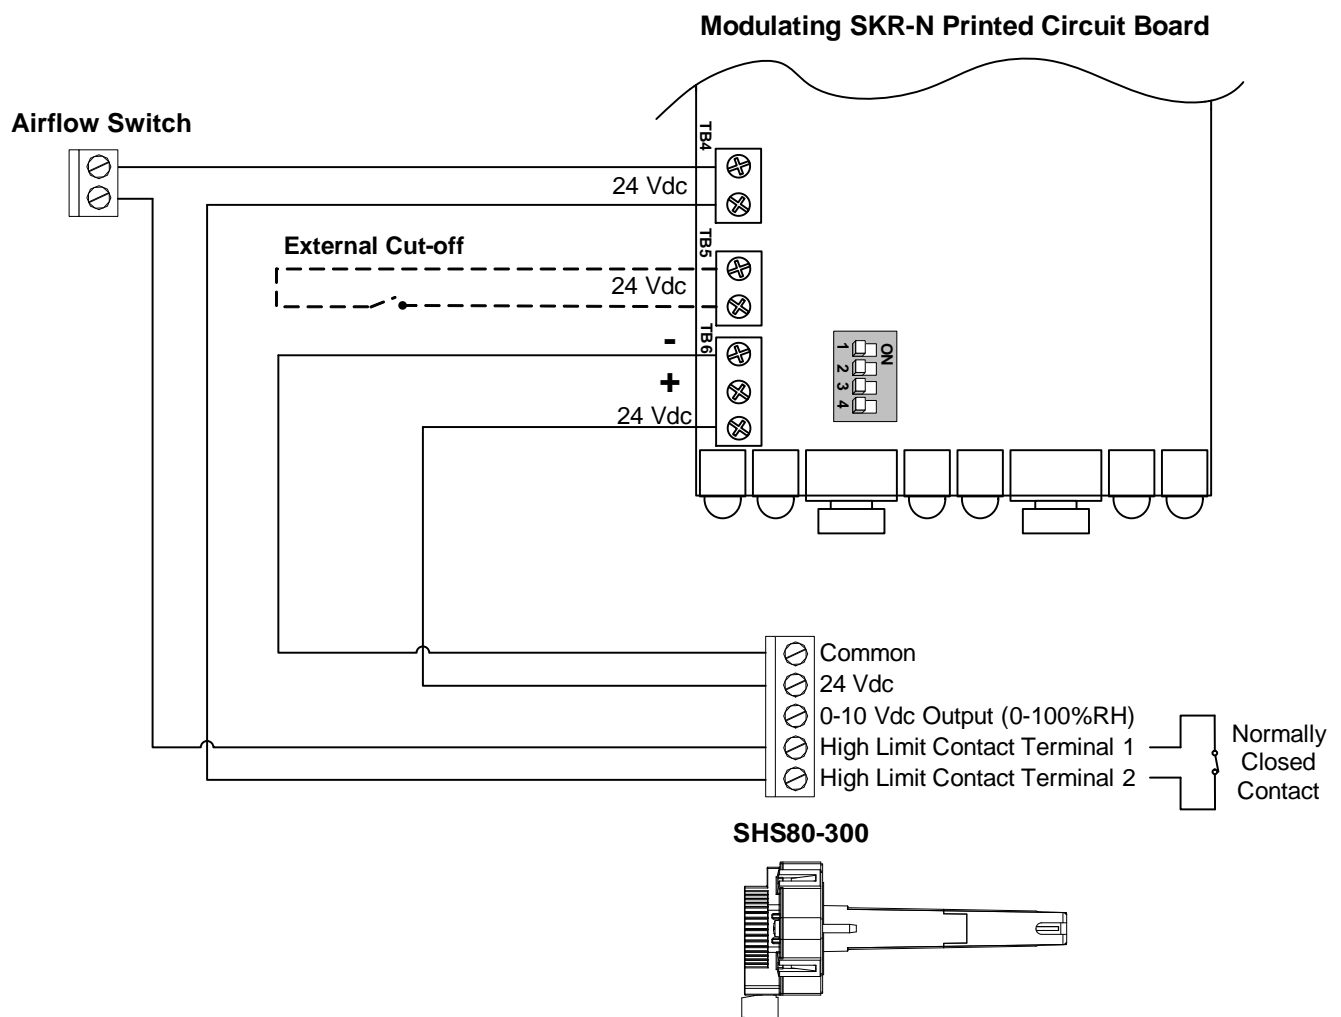 Modulating SKR-N Printed Circuit Board
Airflow Switch
TB4
24 Vdc
External Cut-off
TB5
24 Vdc
TB6
-
+
24 Vdc
ON
1
2
3
4
Common
24 Vdc
0-10 Vdc Output (0-100%RH)
High Limit Contact Terminal 1
High Limit Contact Terminal 2
Normally
Closed
Contact
SHS80-300